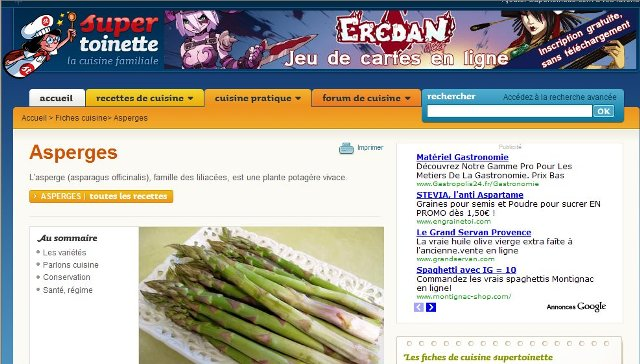 super
toinette
la cuisine familiale
EREDAN
Jeu de cartes en ligne
Inscription gratuite,
sans téléchargement
accueil
recettes de cuisine
cuisine pratique
forum de cuisine
rechercher
Accédez à la recherche avancée
OK
Accueil > Fiches cuisine> Asperges
Asperges
Imprimer
L'asperge (asparagus officinalis), famille des liliacées, est une plante potagère vivace.
ASPERGES | toutes les recettes
Au sommaire
Les variétés
Parlons cuisine
Conservation
Santé, régime
Publicité
Matériel Gastronomie
Découvrez Notre Gamme Pro Pour Les
Metiers De La Gastronomie. Prix Bas
www.Gastropolis24.fr/Gastronomie
STEVIA, l'anti Aspartame
Graines pour semis et Poudre pour sucrer EN
PROMO dès 1,50€ !
www.engrainetoi.com
Le Grand Servan Provence
La vraie huile olive vierge extra faite à
l'ancienne.vente en ligne
www.grandservan.com
Spaghetti avec IG = 10
Commandez les vrais spaghettis Montignac
en ligne!
www.montignac-shop.com/
Annonces Google
Les fiches de cuisine supertoinette